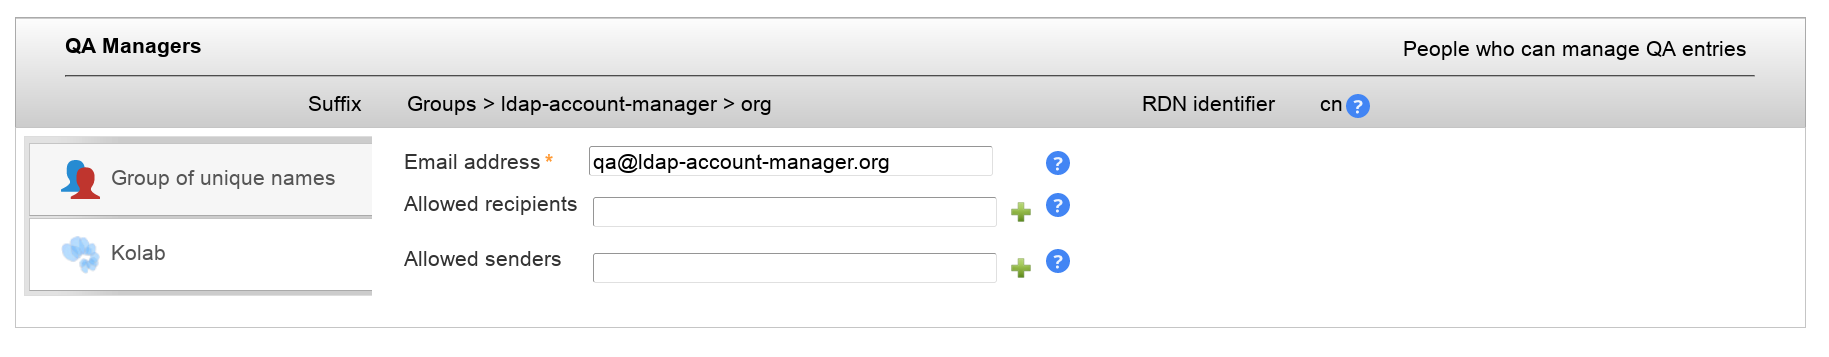 QA Managers
People who can manage QA entries
Suffix Groups > ldap-account-manager > org RDN identifier cn ?
Group of unique names
Kolab
Email address * qa@ldap-account-manager.org ?
Allowed recipients ?
Allowed senders ?